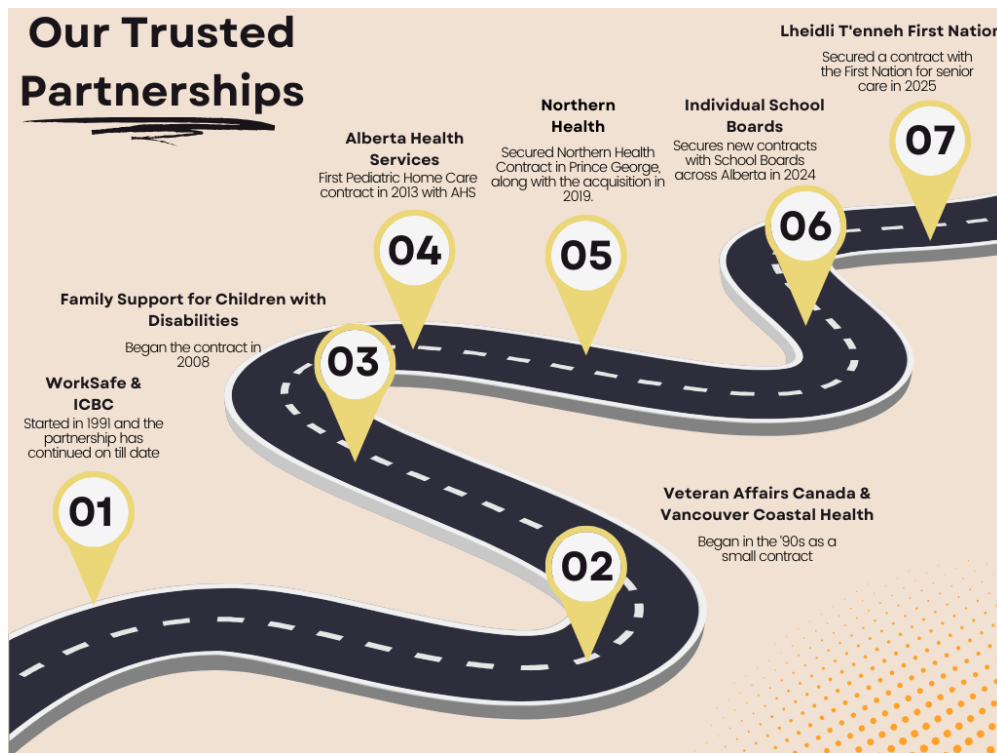 Our Trusted
Partnerships
WorkSafe &
ICBC
Started in 1991 and the
partnership has
continued on till date
01
Veteran Affairs Canada &
Vancouver Coastal Health
Began in the '90s as a
small contract
02
Family Support for Children with
Disabilities
Began the contract in
2008
03
Alberta Health
Services
First Pediatric Home Care
contract in 2013 with AHS
04
Northern
Health
Secured Northern Health
Contract in Prince George,
along with the acquisition in
2019.
05
Individual School
Boards
Secures new contracts
with School Boards
across Alberta in 2024
06
Lheidli T'enneh First Nation
Secured a contract with
the First Nation for senior
care in 2025
07